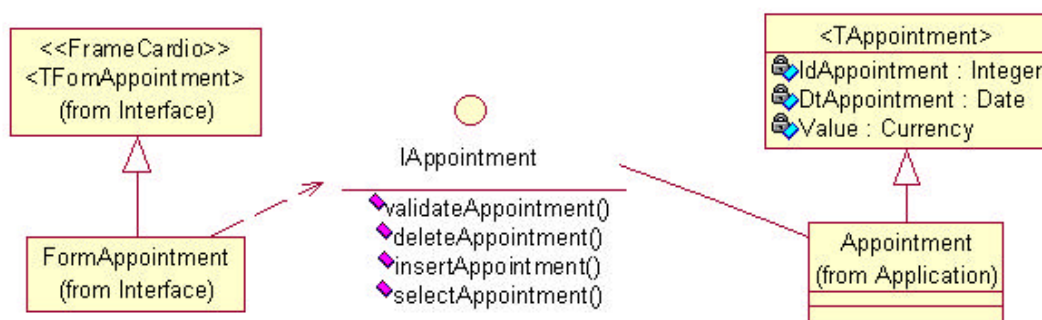 <<FrameCardio>>
<TFomAppointment>
(from Interface)
FormAppointment
(from Interface)
IAppointment
validateAppointment()
deleteAppointment()
insertAppointment()
selectAppointment()
<TAppointment>
IdAppointment : Integer
DtAppointment : Date
Value : Currency
Appointment
(from Application)